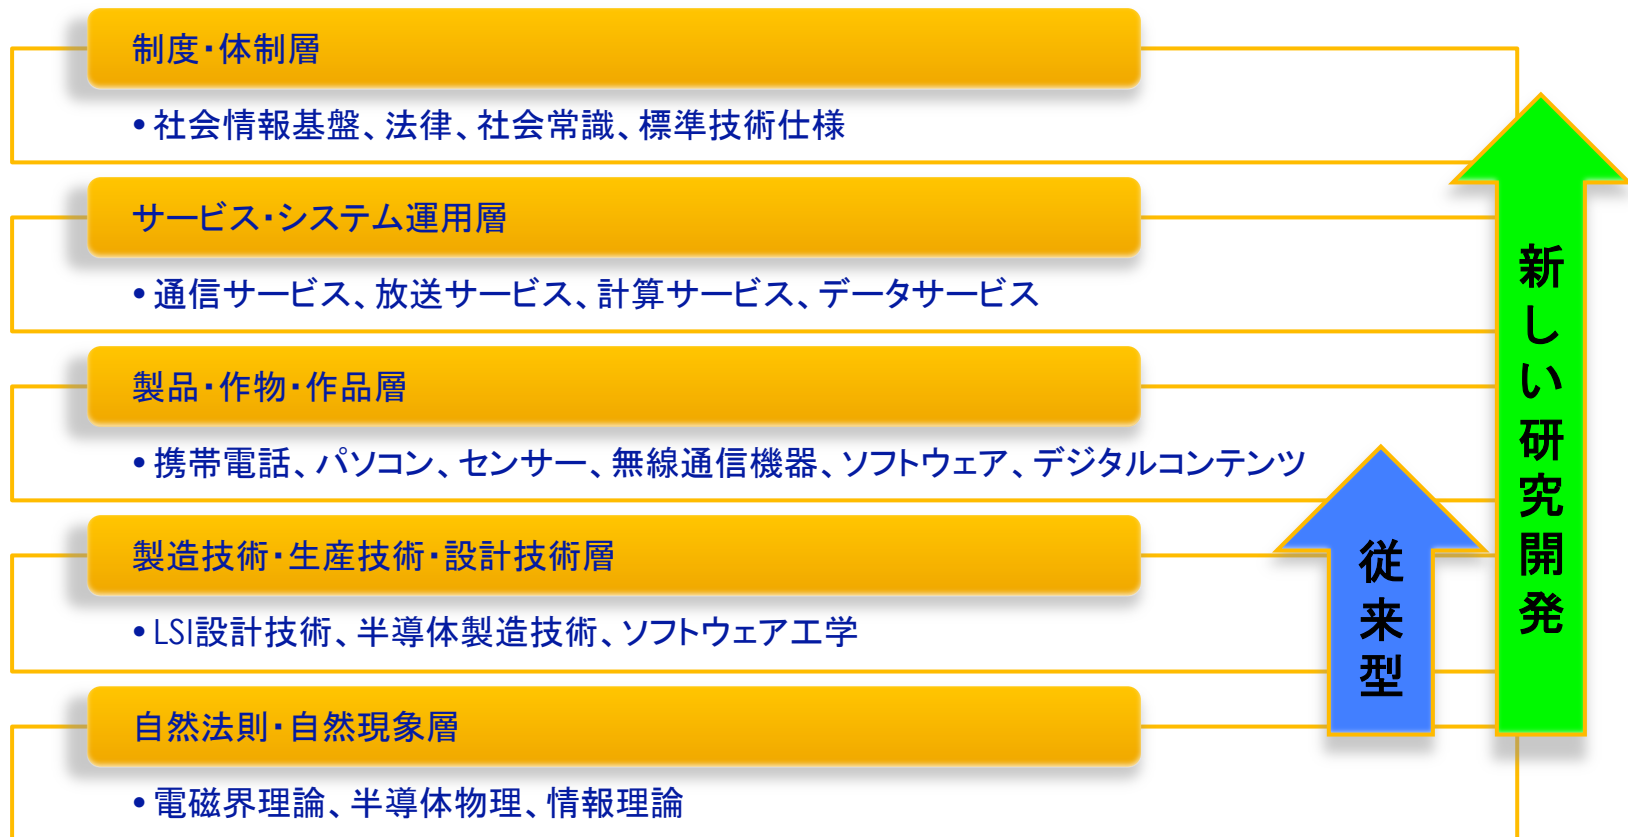 制度・体制層
•社会情報基盤、法律、社会常識、標準技術仕様
サービス・システム運用層
•通信サービス、放送サービス、計算サービス、データサービス
製品・作物・作品層
•携帯電話、パソコン、センサー、無線通信機器、ソフトウェア、デジタルコンテンツ
製造技術・生産技術・設計技術層
•LSI設計技術、半導体製造技術、ソフトウェア工学
自然法則・自然現象層
•電磁界理論、半導体物理、情報理論
従来型
新しい研究開発